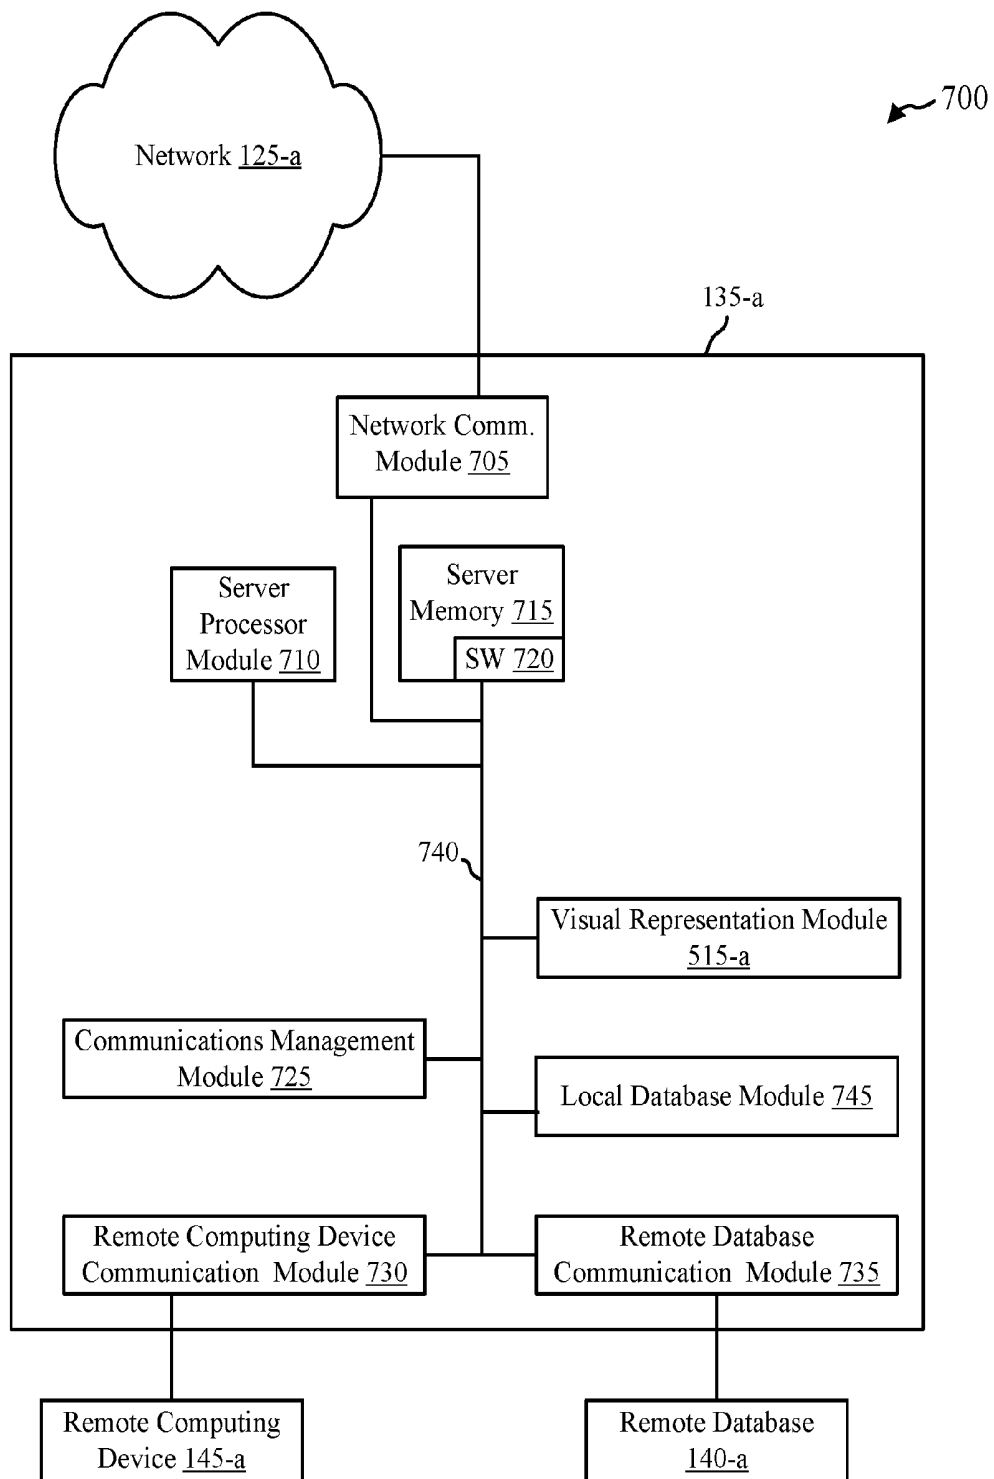 700
Network 125-a
135-a
Network Comm.
Module 705
Server
Processor
Module 710
Server
Memory 715
SW 720
740
Visual Representation Module
515-a
Communications Management
Module 725
Local Database Module 745
Remote Computing Device
Communication Module 730
Remote Database
Communication Module 735
Remote Computing
Device 145-a
Remote Database
140-a